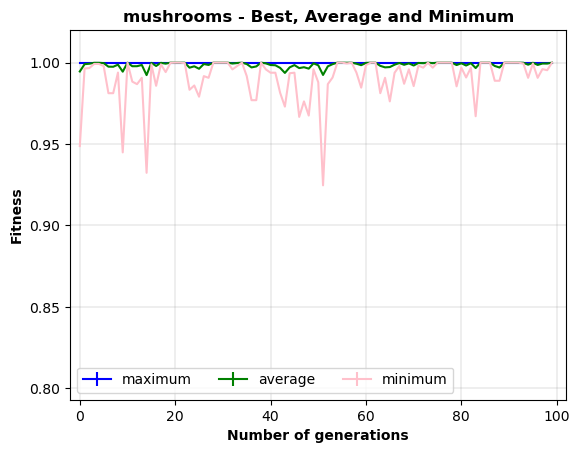 mushrooms - Best, Average and Minimum
1.00
0.95
0.90
0.85
0.80
Fitness
maximum average minimum
0 20 40 60 80 100
Number of generations